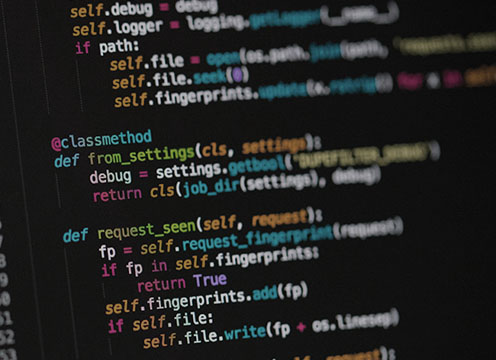 self.debug = debug
self.logger = logging.getLogger(__name__)
if path:
self.file = open(os.path.join(path, 'requests.seen'
self.file.seek(0)
self.fingerprints.update(x.rstrip() for x in self
@classmethod
def from_settings(cls, settings):
debug = settings.getbool('DUPEFILTER_DEBUG')
return cls(job_dir(settings), debug)
def request_seen(self, request):
fp = self.request_fingerprint(request)
if fp in self.fingerprints:
return True
self.fingerprints.add(fp)
if self.file:
self.file.write(fp + os.linesep)